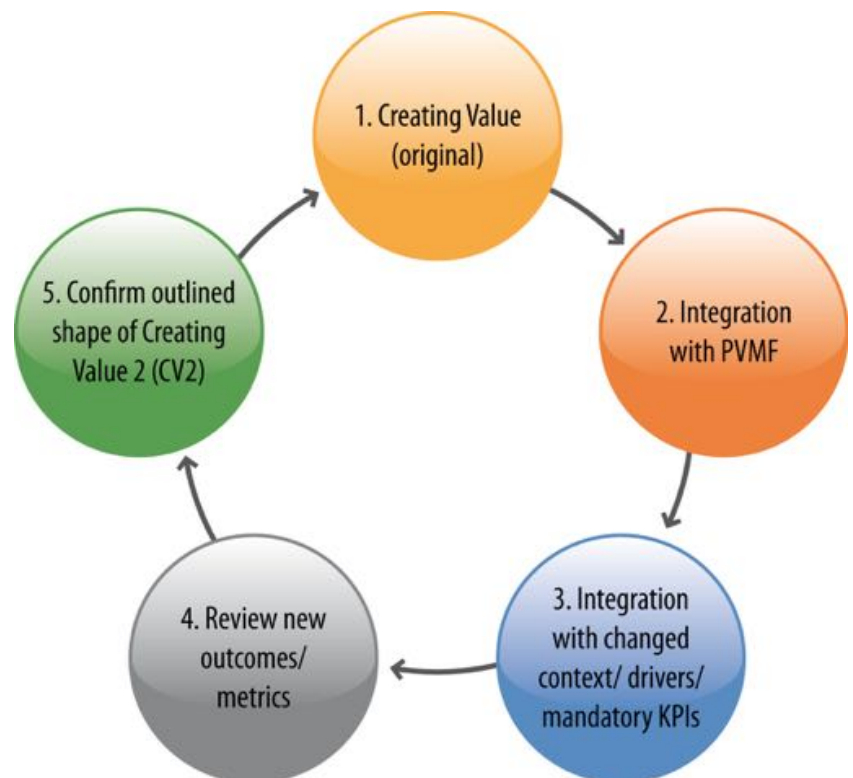 1. Creating Value
(original)
2. Integration
with PVMF
3. Integration
with changed
context/ drivers/
mandatory KPIs
4. Review new
outcomes/
metrics
5. Confirm outlined
shape of Creating
Value 2 (CV2)